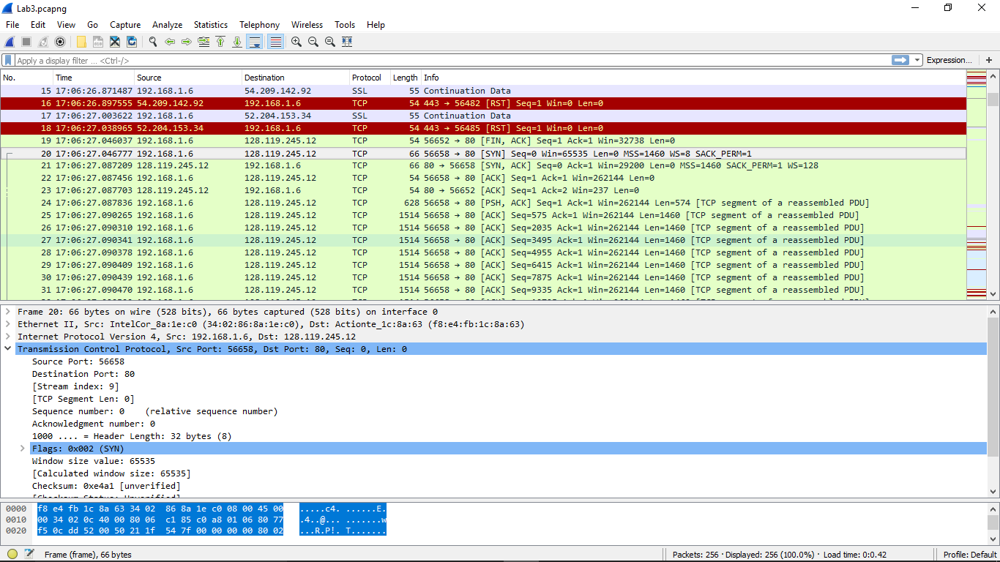 Lab3.pcapng
File Edit View Go Capture Analyze Statistics Telephony Wireless Tools Help
Apply a display filter ... <Ctrl-/> Expression... +
No. Time Source Destination Protocol Length Info
15 17:06:26.871487 192.168.1.6 54.209.142.92 SSL 55 Continuation Data
16 17:06:26.897555 54.209.142.92 192.168.1.6 TCP 54 443 → 56482 [RST] Seq=1 Win=0 Len=0
17 17:06:27.003622 192.168.1.6 52.204.153.34 SSL 55 Continuation Data
18 17:06:27.038965 52.204.153.34 192.168.1.6 TCP 54 443 → 56485 [RST] Seq=1 Win=0 Len=0
19 17:06:27.046037 192.168.1.6 128.119.245.12 TCP 54 56652 → 80 [FIN, ACK] Seq=1 Ack=1 Win=32738 Len=0
20 17:06:27.046777 192.168.1.6 128.119.245.12 TCP 66 56658 → 80 [SYN] Seq=0 Win=65535 Len=0 MSS=1460 WS=8 SACK_PERM=1
21 17:06:27.087209 128.119.245.12 192.168.1.6 TCP 66 80 → 56658 [SYN, ACK] Seq=0 Ack=1 Win=29200 Len=0 MSS=1460 SACK_PERM=1 WS=128
22 17:06:27.087456 192.168.1.6 128.119.245.12 TCP 54 56658 → 80 [ACK] Seq=1 Ack=1 Win=262144 Len=0
23 17:06:27.087703 128.119.245.12 192.168.1.6 TCP 54 80 → 56652 [ACK] Seq=1 Ack=2 Win=237 Len=0
24 17:06:27.087836 192.168.1.6 128.119.245.12 TCP 628 56658 → 80 [PSH, ACK] Seq=1 Ack=1 Win=262144 Len=574 [TCP segment of a reassembled PDU]
25 17:06:27.090265 192.168.1.6 128.119.245.12 TCP 1514 56658 → 80 [ACK] Seq=575 Ack=1 Win=262144 Len=1460 [TCP segment of a reassembled PDU]
26 17:06:27.090310 192.168.1.6 128.119.245.12 TCP 1514 56658 → 80 [ACK] Seq=2035 Ack=1 Win=262144 Len=1460 [TCP segment of a reassembled PDU]
27 17:06:27.090341 192.168.1.6 128.119.245.12 TCP 1514 56658 → 80 [ACK] Seq=3495 Ack=1 Win=262144 Len=1460 [TCP segment of a reassembled PDU]
28 17:06:27.090378 192.168.1.6 128.119.245.12 TCP 1514 56658 → 80 [ACK] Seq=4955 Ack=1 Win=262144 Len=1460 [TCP segment of a reassembled PDU]
29 17:06:27.090409 192.168.1.6 128.119.245.12 TCP 1514 56658 → 80 [ACK] Seq=6415 Ack=1 Win=262144 Len=1460 [TCP segment of a reassembled PDU]
30 17:06:27.090439 192.168.1.6 128.119.245.12 TCP 1514 56658 → 80 [ACK] Seq=7875 Ack=1 Win=262144 Len=1460 [TCP segment of a reassembled PDU]
31 17:06:27.090470 192.168.1.6 128.119.245.12 TCP 1514 56658 → 80 [ACK] Seq=9335 Ack=1 Win=262144 Len=1460 [TCP segment of a reassembled PDU]
Frame 20: 66 bytes on wire (528 bits), 66 bytes captured (528 bits) on interface 0
Ethernet II, Src: IntelCor_8a:1e:c0 (34:02:86:8a:1e:c0), Dst: Actionte_1c:8a:63 (f8:e4:fb:1c:8a:63)
Internet Protocol Version 4, Src: 192.168.1.6, Dst: 128.119.245.12
Transmission Control Protocol, Src Port: 56658, Dst Port: 80, Seq: 0, Len: 0
Source Port: 56658
Destination Port: 80
[Stream index: 9]
[TCP Segment Len: 0]
Sequence number: 0 (relative sequence number)
Acknowledgment number: 0
1000 .... = Header Length: 32 bytes (8)
Flags: 0x002 (SYN)
Window size value: 65535
[Calculated window size: 65535]
Checksum: 0xe4a1 [unverified]
[Checksum Status: Unverified]
0000 f8 e4 fb 1c 8a 63 34 02 86 8a 1e c0 08 00 45 00 .....c4. ......E.
0010 00 34 02 0c 40 00 80 06 c1 85 c0 a8 01 06 80 77 .4..@... .......w
0020 f5 0c dd 52 00 50 21 1f 54 7f 00 00 00 00 80 02 ...R.P!. T.......
Frame (frame), 66 bytes Packets: 256 · Displayed: 256 (100.0%) · Load time: 0:0.42 Profile: Default